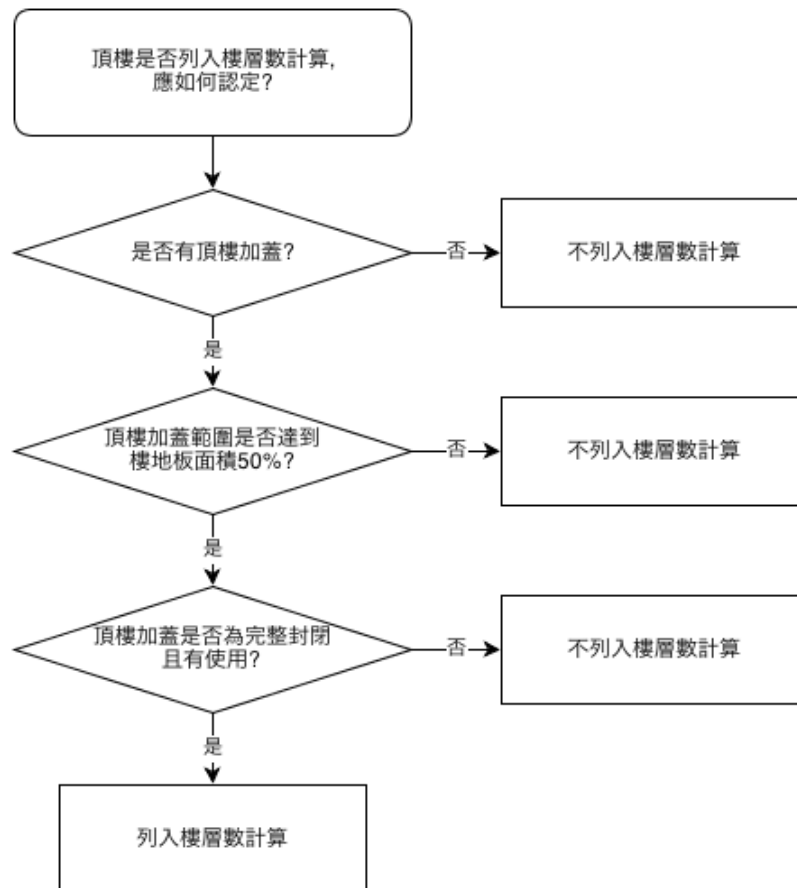 頂樓是否列入樓層數計算,
應如何認定?
是否有頂樓加蓋?
否
不列入樓層數計算
是
頂樓加蓋範圍是否達到
樓地板面積50%?
否
不列入樓層數計算
是
頂樓加蓋是否為完整封閉
且有使用?
否
不列入樓層數計算
是
列入樓層數計算